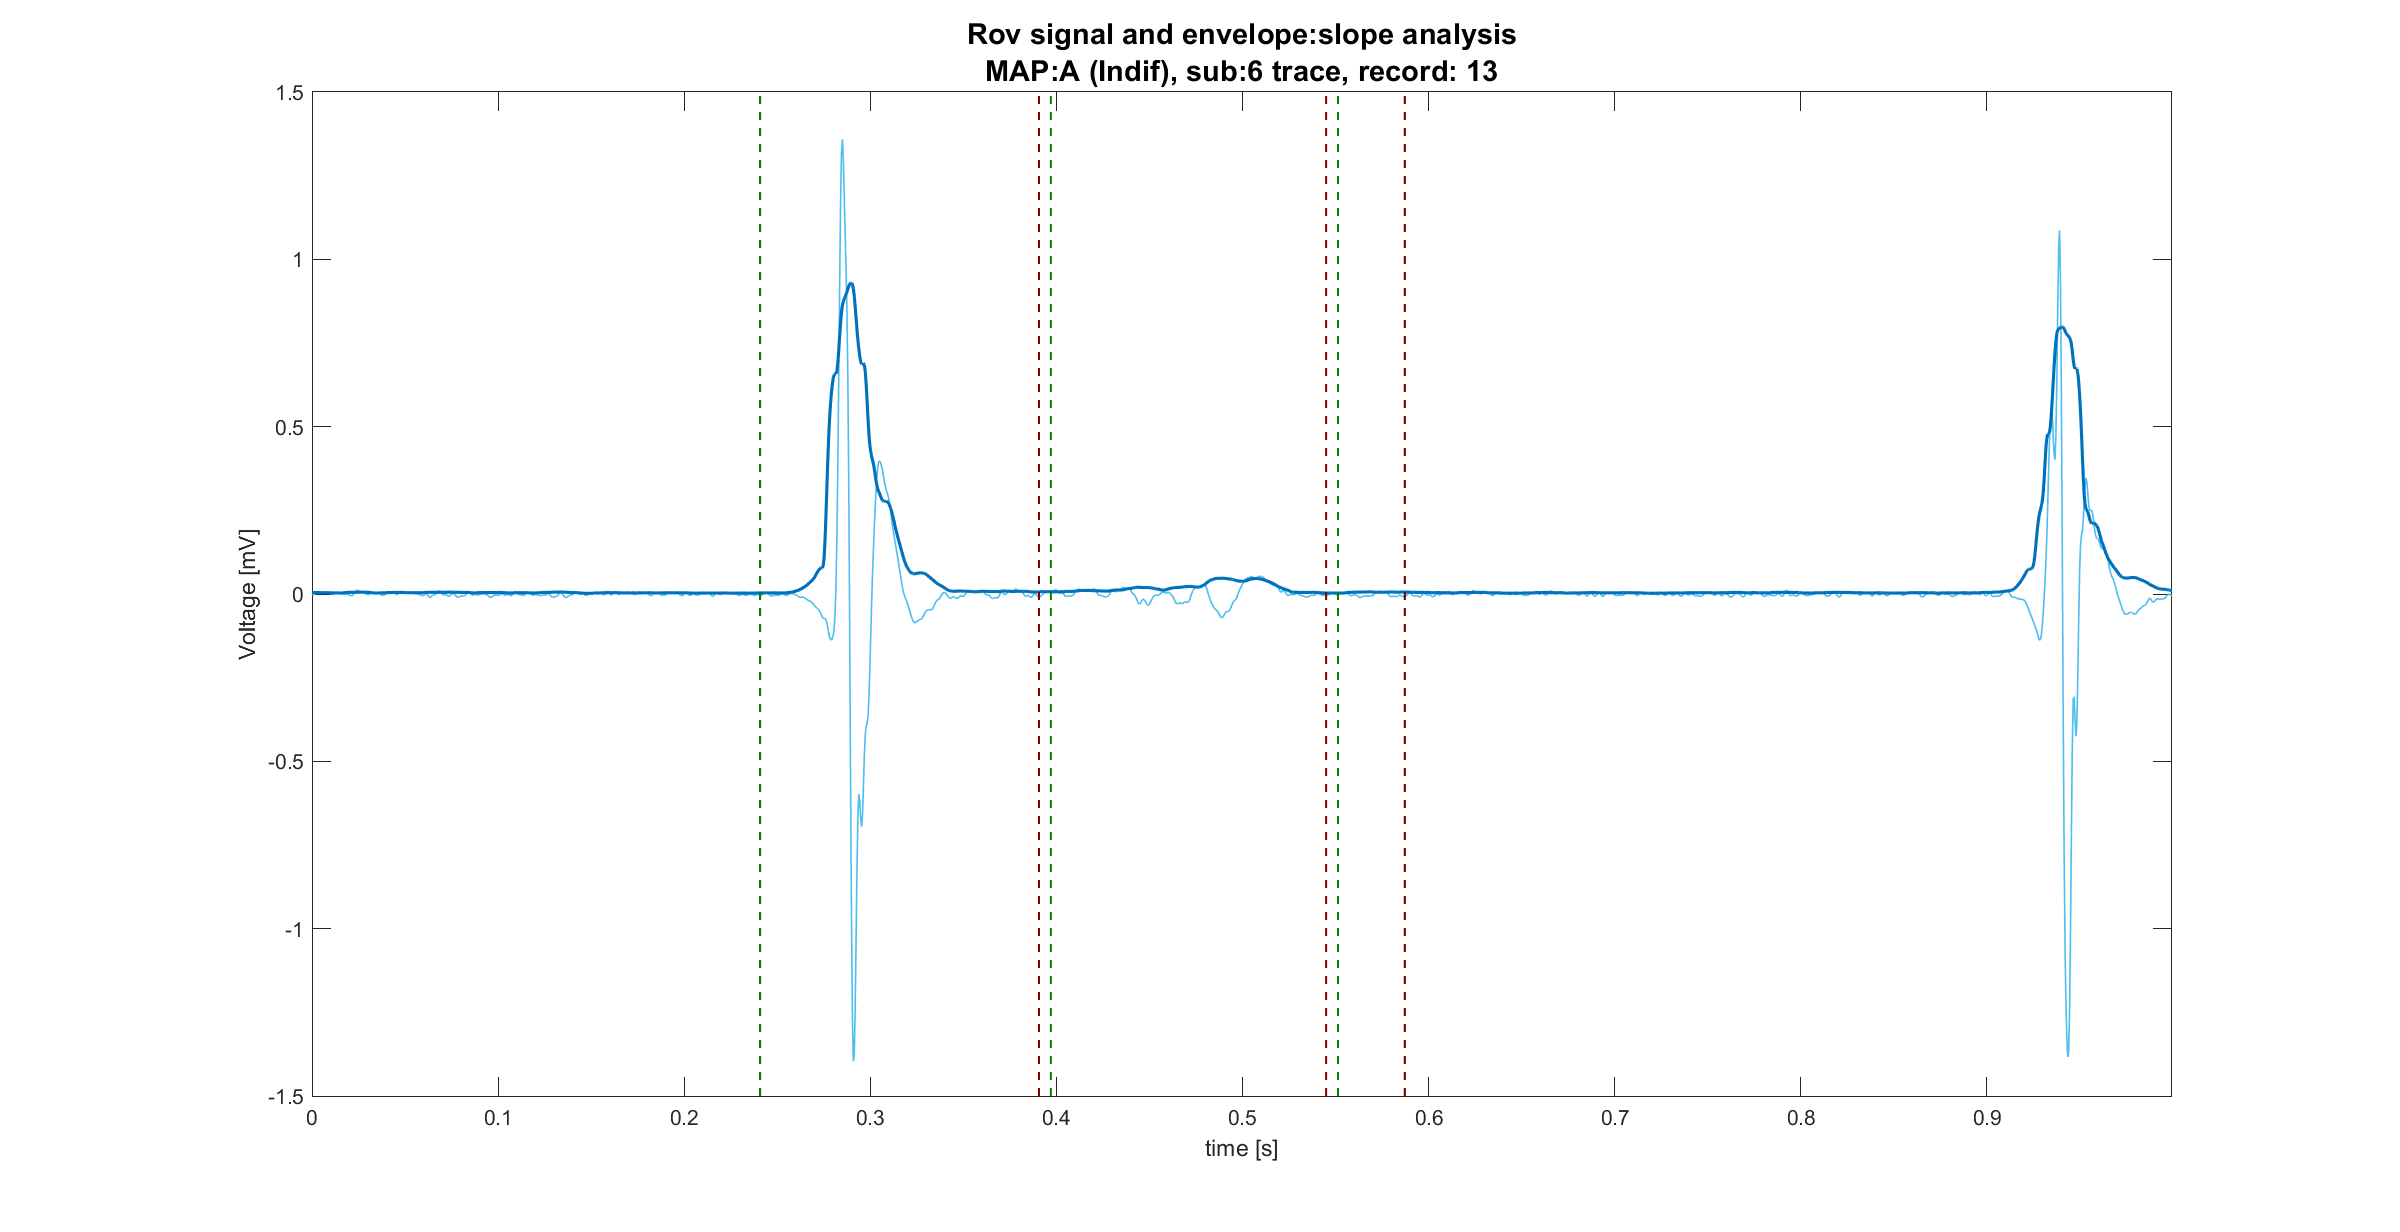 Rov signal and envelope:slope analysis
MAP:A (Indif), sub:6 trace, record: 13
1.5
1
0.5
0
-0.5
-1
-1.5
Voltage [mV]
0 0.1 0.2 0.3 0.4 0.5 0.6 0.7 0.8 0.9
time [s]